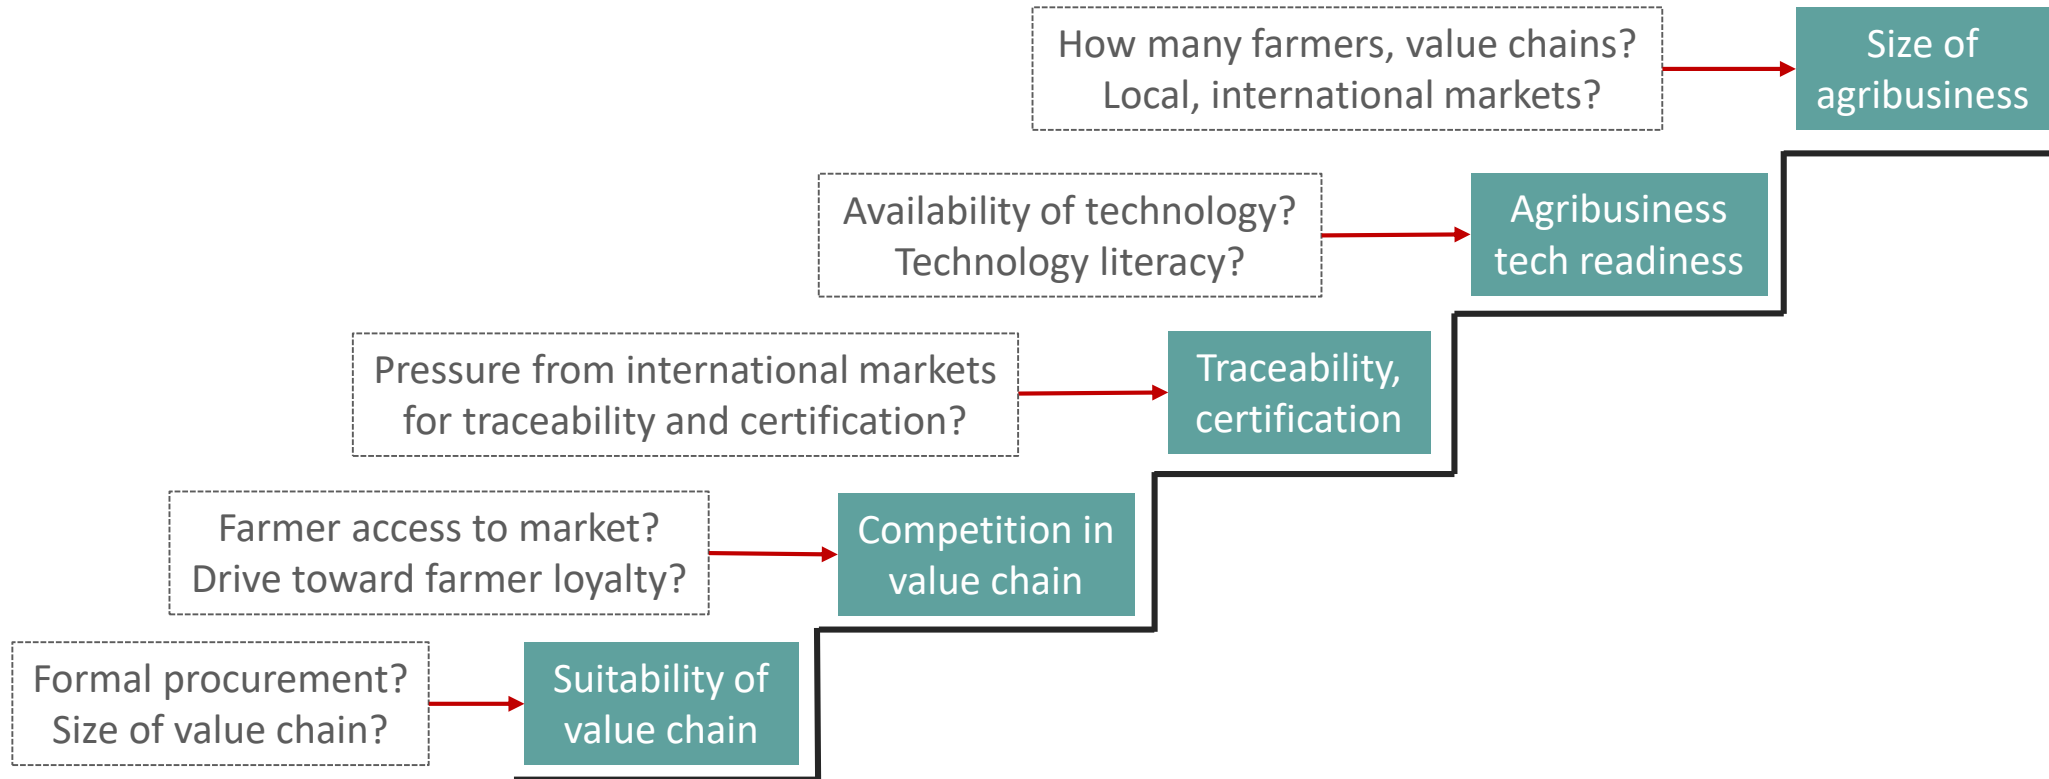 How many farmers, value chains?
Local, international markets?
Size of
agribusiness
Availability of technology?
Technology literacy?
Agribusiness
tech readiness
Pressure from international markets
for traceability and certification?
Traceability,
certification
Farmer access to market?
Drive toward farmer loyalty?
Competition in
value chain
Formal procurement?
Size of value chain?
Suitability of
value chain